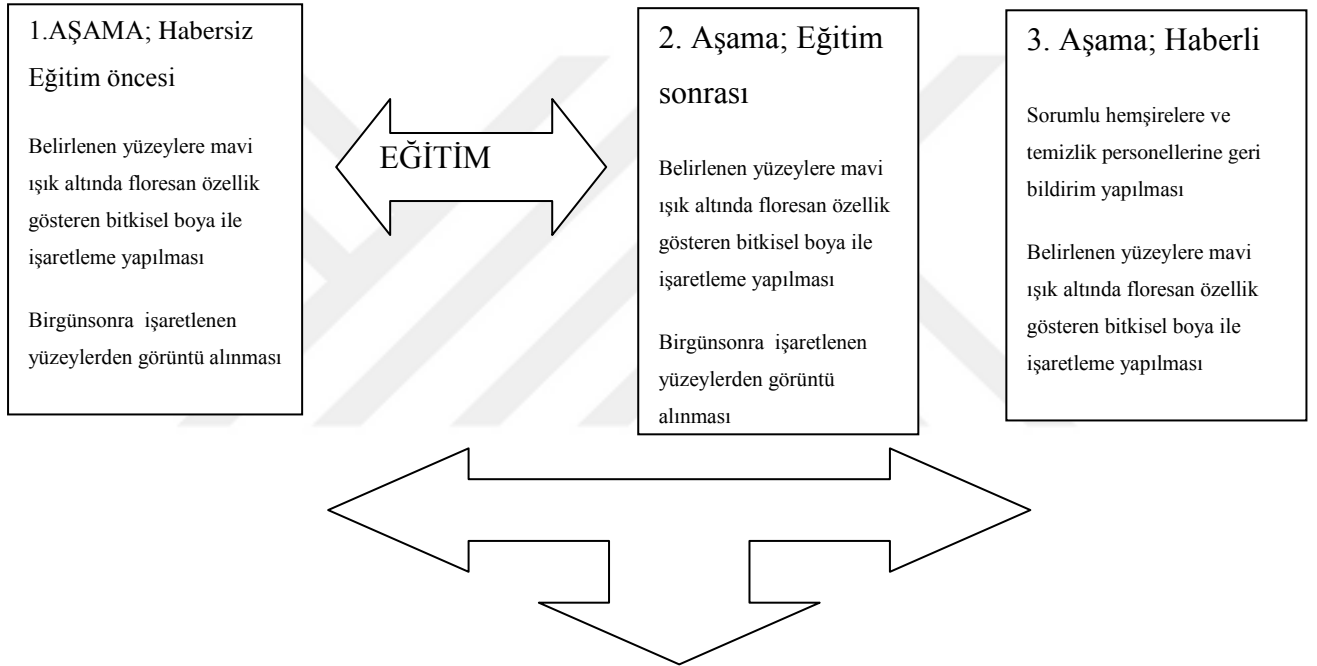 1.AŞAMA; Habersiz
Eğitim öncesi
Belirlenen yüzeylere mavi
ışık altında floresan özellik
gösteren bitkisel boya ile
işaretleme yapılması
Birgünsonra işaretlenen
yüzeylerden görüntü alınması
EĞİTİM
2. Aşama; Eğitim
sonrası
Belirlenen yüzeylere mavi
ışık altında floresan özellik
gösteren bitkisel boya ile
işaretleme yapılması
Birgünsonra işaretlenen
yüzeylerden görüntü
alınması
3. Aşama; Haberli
Sorumlu hemşirelere ve
temizlik personellerine geri
bildirim yapılması
Belirlenen yüzeylere mavi
ışık altında floresan özellik
gösteren bitkisel boya ile
işaretleme yapılması